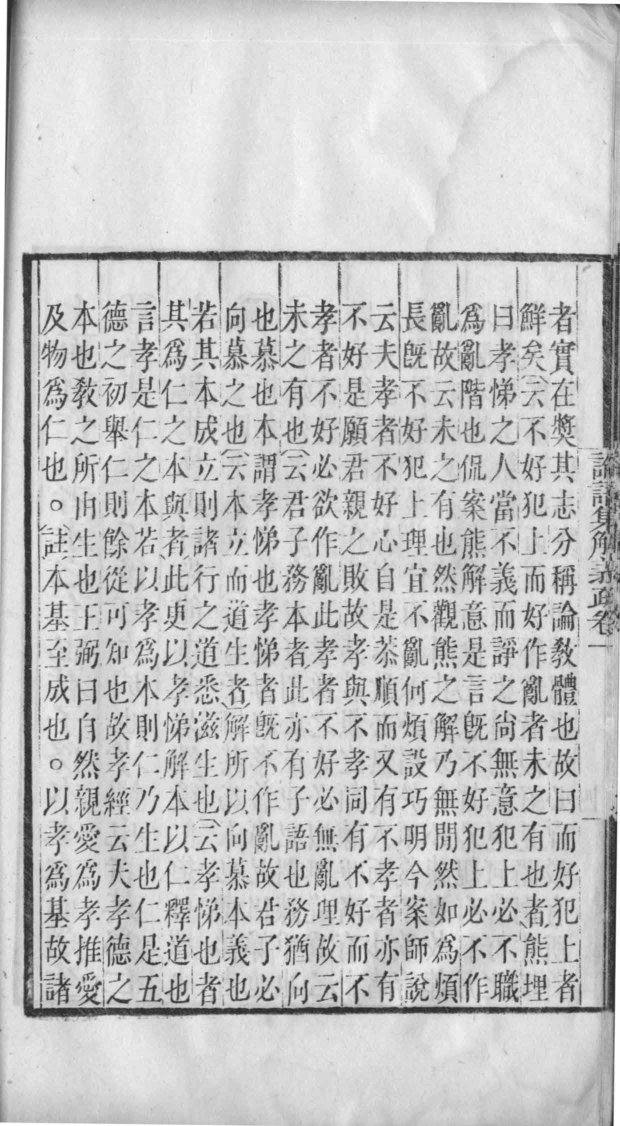 論語集解義疏卷一
者實在獎其志分稱論教體也故曰而好犯上者
鮮矣云不好犯上而好作亂者未之有也者熊埋
曰孝悌之人當不義而諍之尚無意犯上必不職
爲亂階也侃案熊解意是言旣不好犯上必不作
亂故云未之有也然觀熊之解乃無間然如爲煩
長旣不好犯上理宜不亂何煩設巧明今案師說
云夫孝者不好心自是恭順而又有不孝者亦有
不好是願君親之敗故孝與不孝同有不好而不
孝者不好必欲作亂此孝者不好必無亂理故云
未之有也云君子務本者此亦有子語也務猶向
也慕也本謂孝悌也孝悌者旣不作亂故君子必
向慕之也云本立而道生者解所以向慕本義也
若其本成立則諸行之道悉滋生也云孝悌也者
其爲仁之本與者此更以孝悌解本以仁釋道也
言孝是仁之本若以孝爲本則仁乃生也仁是五
德之初舉仁則餘從可知也故孝經云夫孝德之
本也教之所由生也王弼曰自然親愛爲孝推愛
及物爲仁也。註本基至成也。以孝爲基故諸